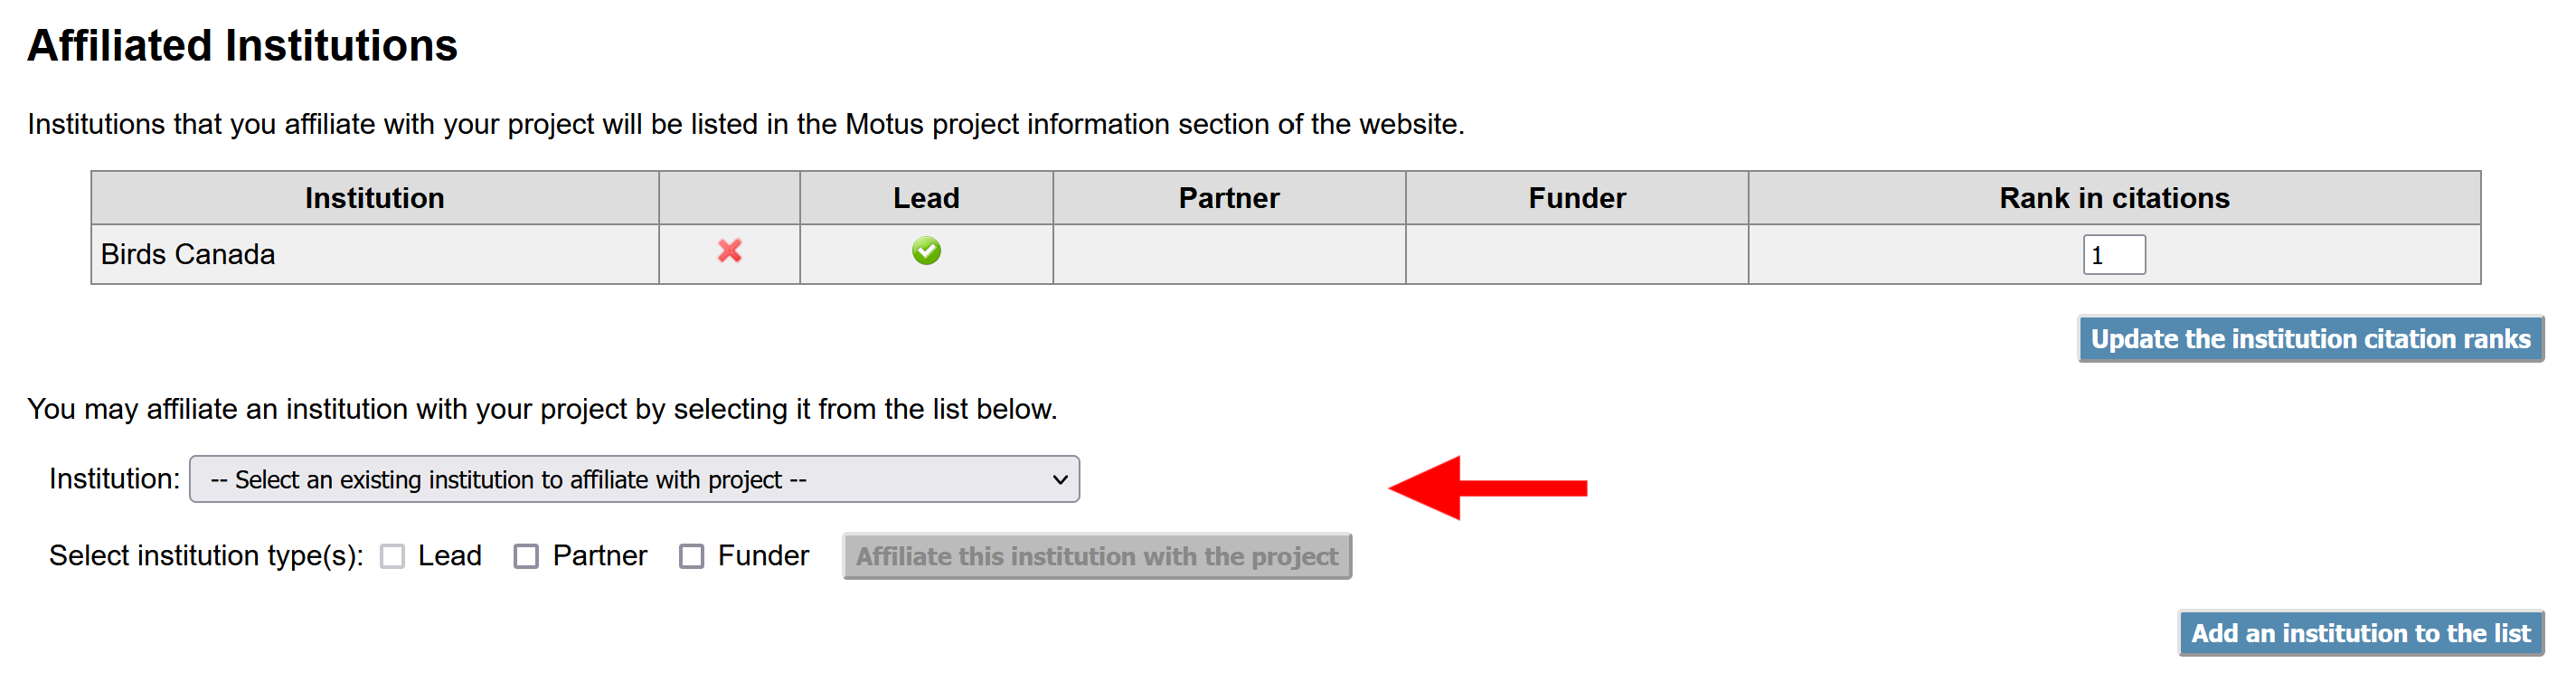 Affiliated Institutions
Institutions that you affiliate with your project will be listed in the Motus project information section of the website.
Institution Lead Partner Funder Rank in citations
Birds Canada 1
Update the institution citation ranks
You may affiliate an institution with your project by selecting it from the list below.
Institution: -- Select an existing institution to affiliate with project --
Select institution type(s): Lead Partner Funder Affiliate this institution with the project
Add an institution to the list